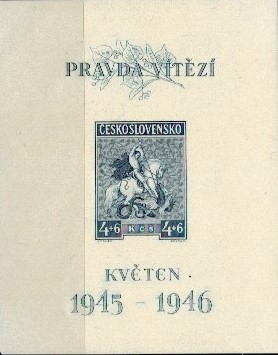 PRAVDA VÍTĚZÍ
ČESKOSLOVENSKO
4+6 Kčs 4+6
KVĚTEN ·
1945 - 1946